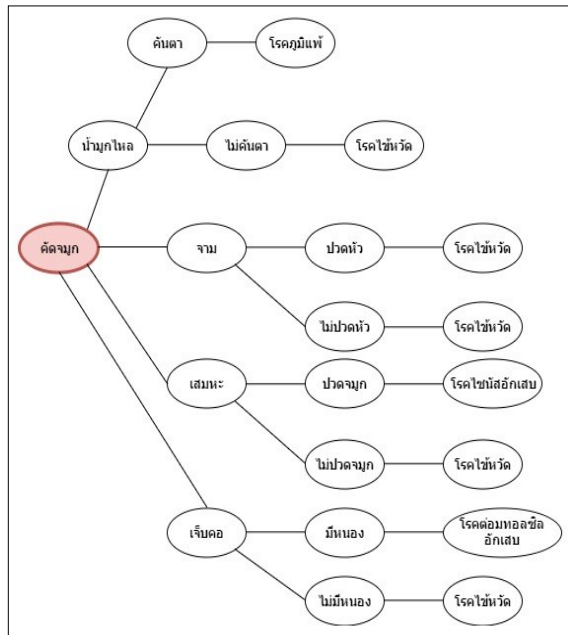 คันตา
โรคภูมิแพ้
น้ำมูกไหล
ไม่คันตา
โรคไข้หวัด
คัดจมูก
จาม
ปวดหัว
โรคไข้หวัด
ไม่ปวดหัว
โรคไข้หวัด
เสมหะ
ปวดจมูก
โรคไซนัสอักเสบ
ไม่ปวดจมูก
โรคไข้หวัด
เจ็บคอ
มีหนอง
โรคต่อมทอลซิล
อักเสบ
ไม่มีหนอง
โรคไข้หวัด